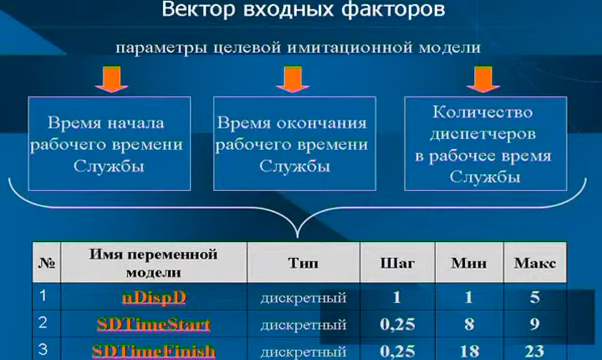 Вектор входных факторов
параметры целевой имитационной модели
Время начала
рабочего времени
Службы
Время окончания
рабочего времени
Службы
Количество
диспетчеров
в рабочее время
Службы
№ Имя переменной модели Тип Шаг Мин Макс
1 nDispD дискретный 1 1 5
2 SDTimeStart дискретный 0,25 8 9
3 SDTimeFinish дискретный 0,25 18 23